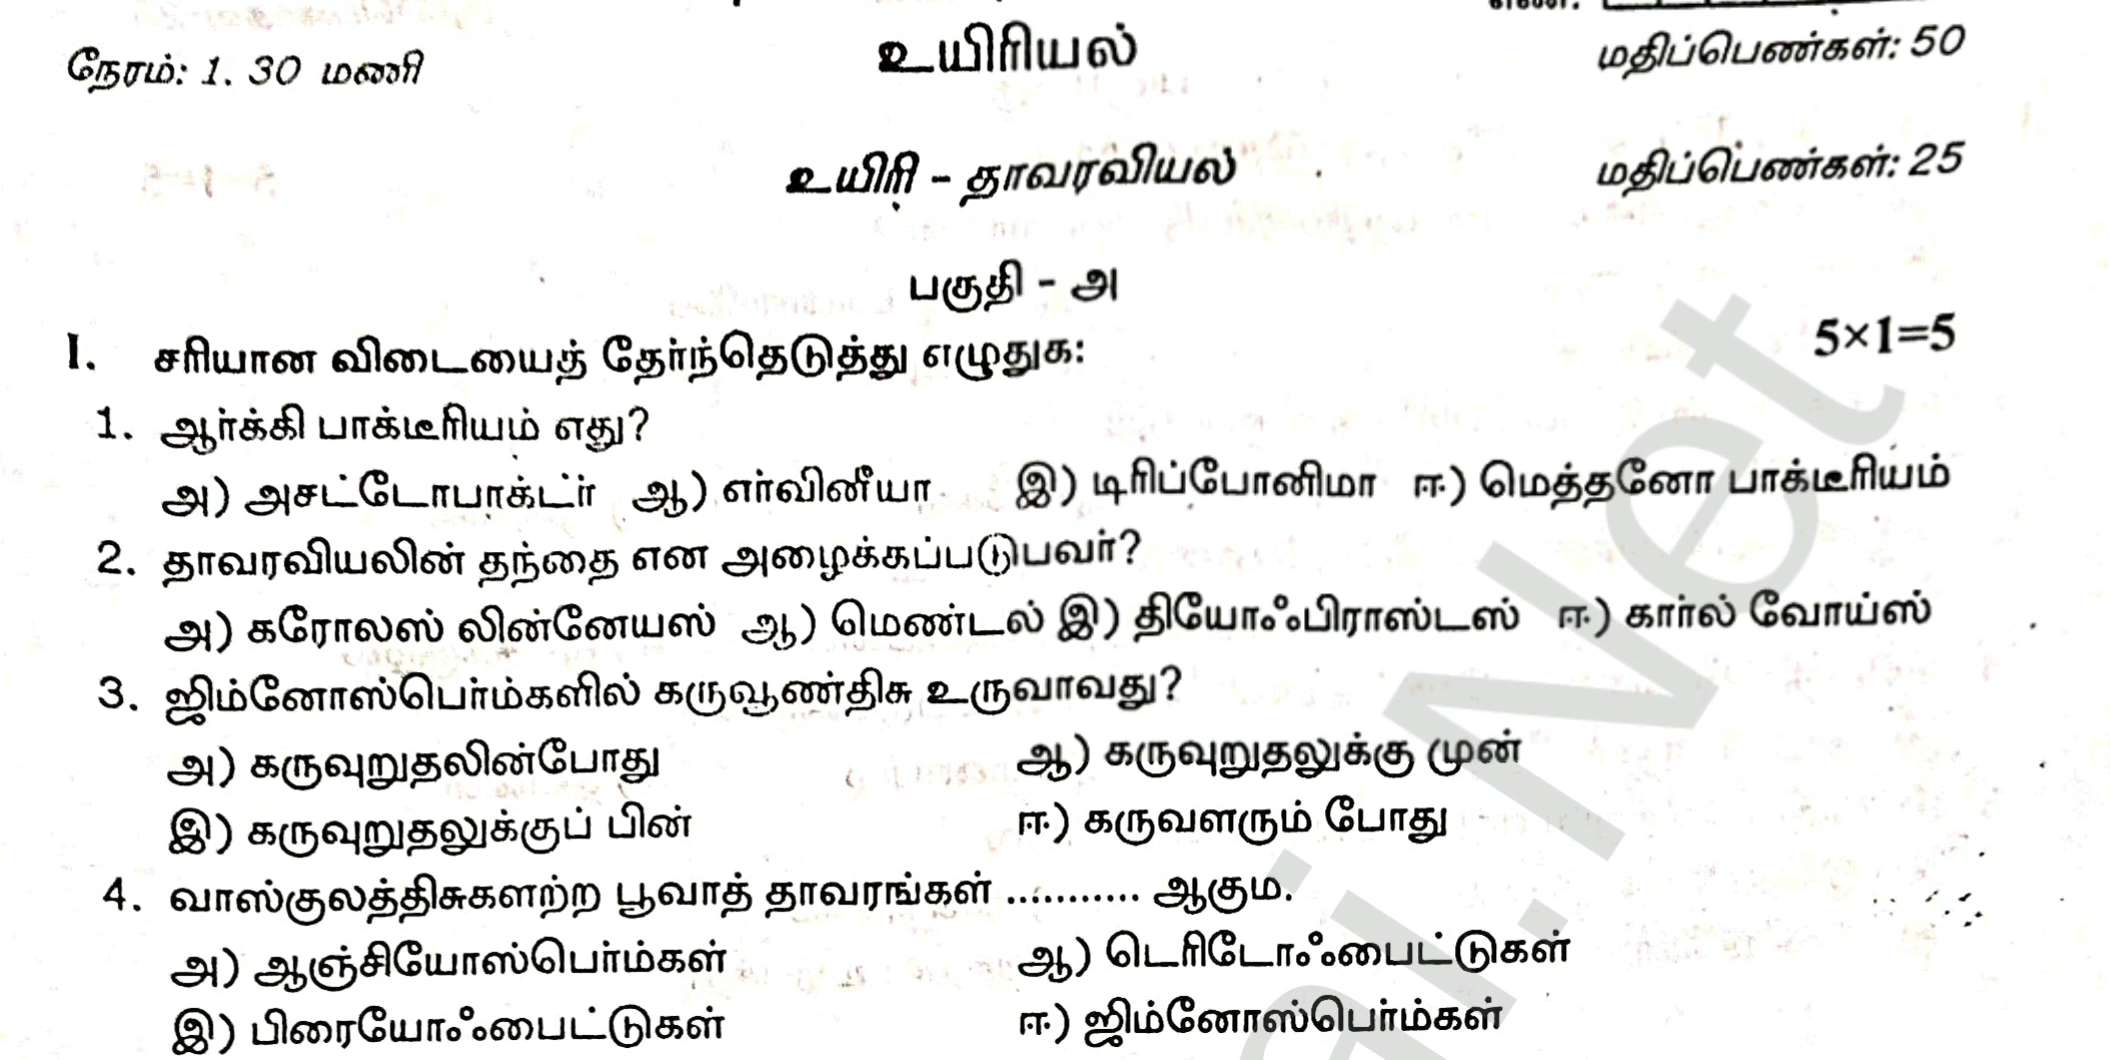 உயிரியல்
நேரம்: 1. 30 மணி
மதிப்பெண்கள்: 50
உயிரி - தாவரவியல்
மதிப்பெண்கள்: 25
பகுதி - அ
I. சரியான விடையைத் தேர்ந்தெடுத்து எழுதுக: 5×1=5
1. ஆர்க்கி பாக்டீரியம் எது?
அ) அசட்டோபாக்டர் ஆ) எர்வினீயா இ) டிரிப்போனிமா ஈ) மெத்தனோ பாக்டீரியம்
2. தாவரவியலின் தந்தை என அழைக்கப்படுபவர்?
அ) கரோலஸ் லின்னேயஸ் ஆ) மெண்டல் இ) தியோஃபிராஸ்டஸ் ஈ) கார்ல் வோய்ஸ்
3. ஜிம்னோஸ்பெர்ம்களில் கருவூண்திசு உருவாவது?
அ) கருவுறுதலின்போது ஆ) கருவுறுதலுக்கு முன்
இ) கருவுறுதலுக்குப் பின் ஈ) கருவளரும் போது
4. வாஸ்குலத்திசுகளற்ற பூவாத் தாவரங்கள் ........... ஆகும.
அ) ஆஞ்சியோஸ்பெர்ம்கள் ஆ) டெரிடோஃபைட்டுகள்
இ) பிரையோஃபைட்டுகள் ஈ) ஜிம்னோஸ்பெர்ம்கள்